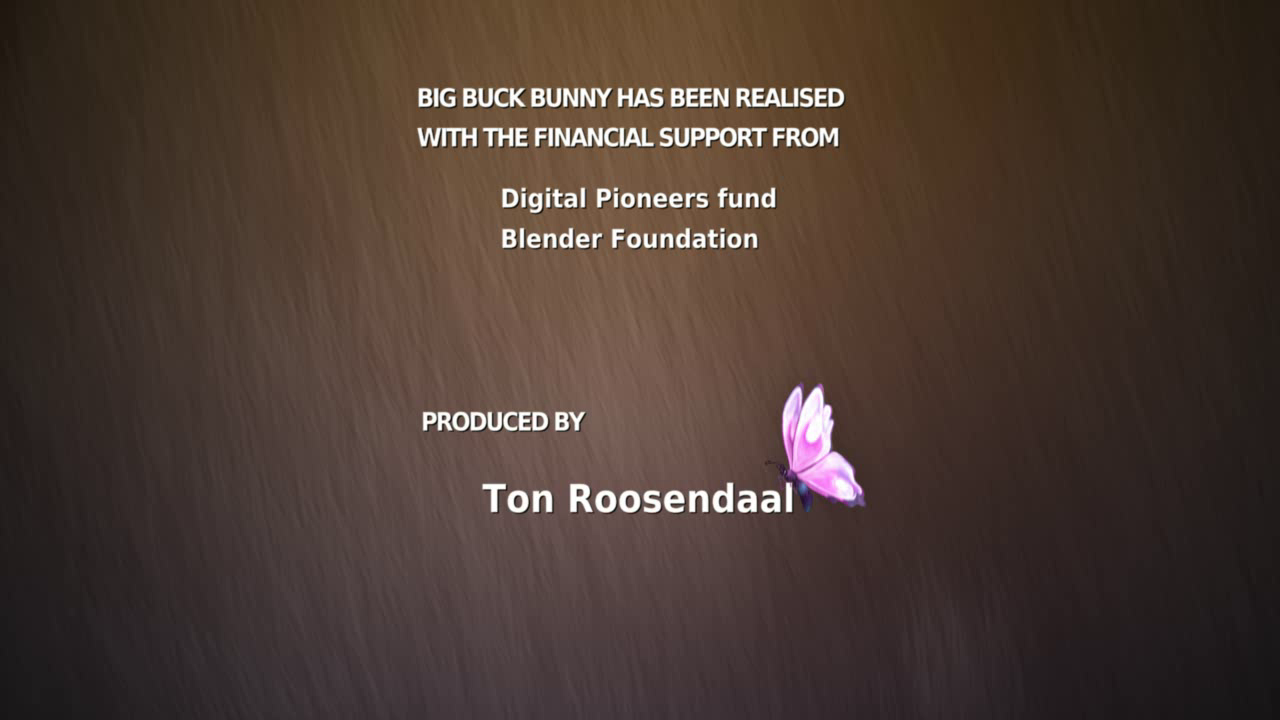 BIG BUCK BUNNY HAS BEEN REALISED
WITH THE FINANCIAL SUPPORT FROM
Digital Pioneers fund
Blender Foundation
PRODUCED BY
Ton Roosendaal